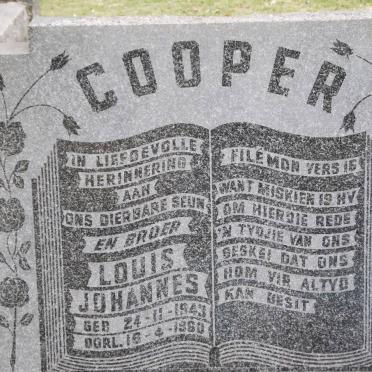 COOPER
IN LIEFDEVOLLE
HERINNERING
AAN
ONS DIERBARE SEUN
EN BROER
LOUIS
JOHANNES
GEB. 24-11-1943
OORL. 16-4-1960
FILÉMON VERS 15
WANT MISKIEN IS HY
OM HIERDIE REDE
'N TYDJIE VAN ONS
GESKEI DAT ONS
HOM VIR ALTYD
KAN BESIT